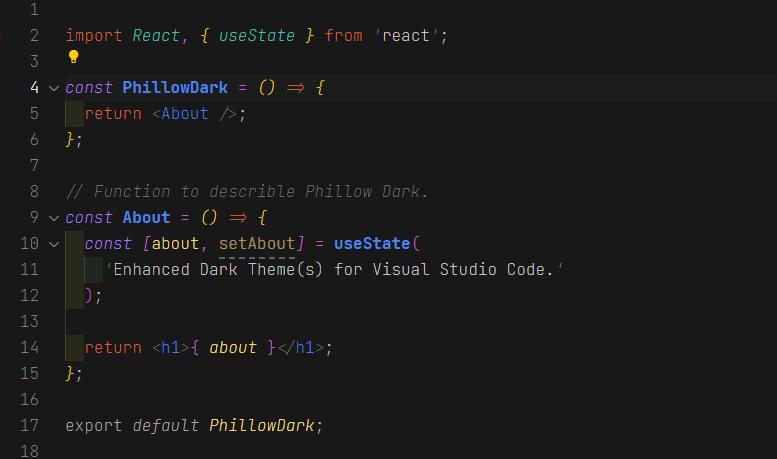 1
2 import React, { useState } from 'react';
3
4 const PhillowDark = () => {
5 return <About />;
6 };
7
8 // Function to describle Phillow Dark.
9 const About = () => {
10 const [about, setAbout] = useState(
11 'Enhanced Dark Theme(s) for Visual Studio Code.'
12 );
13
14 return <h1>{ about }</h1>;
15 };
16
17 export default PhillowDark;
18